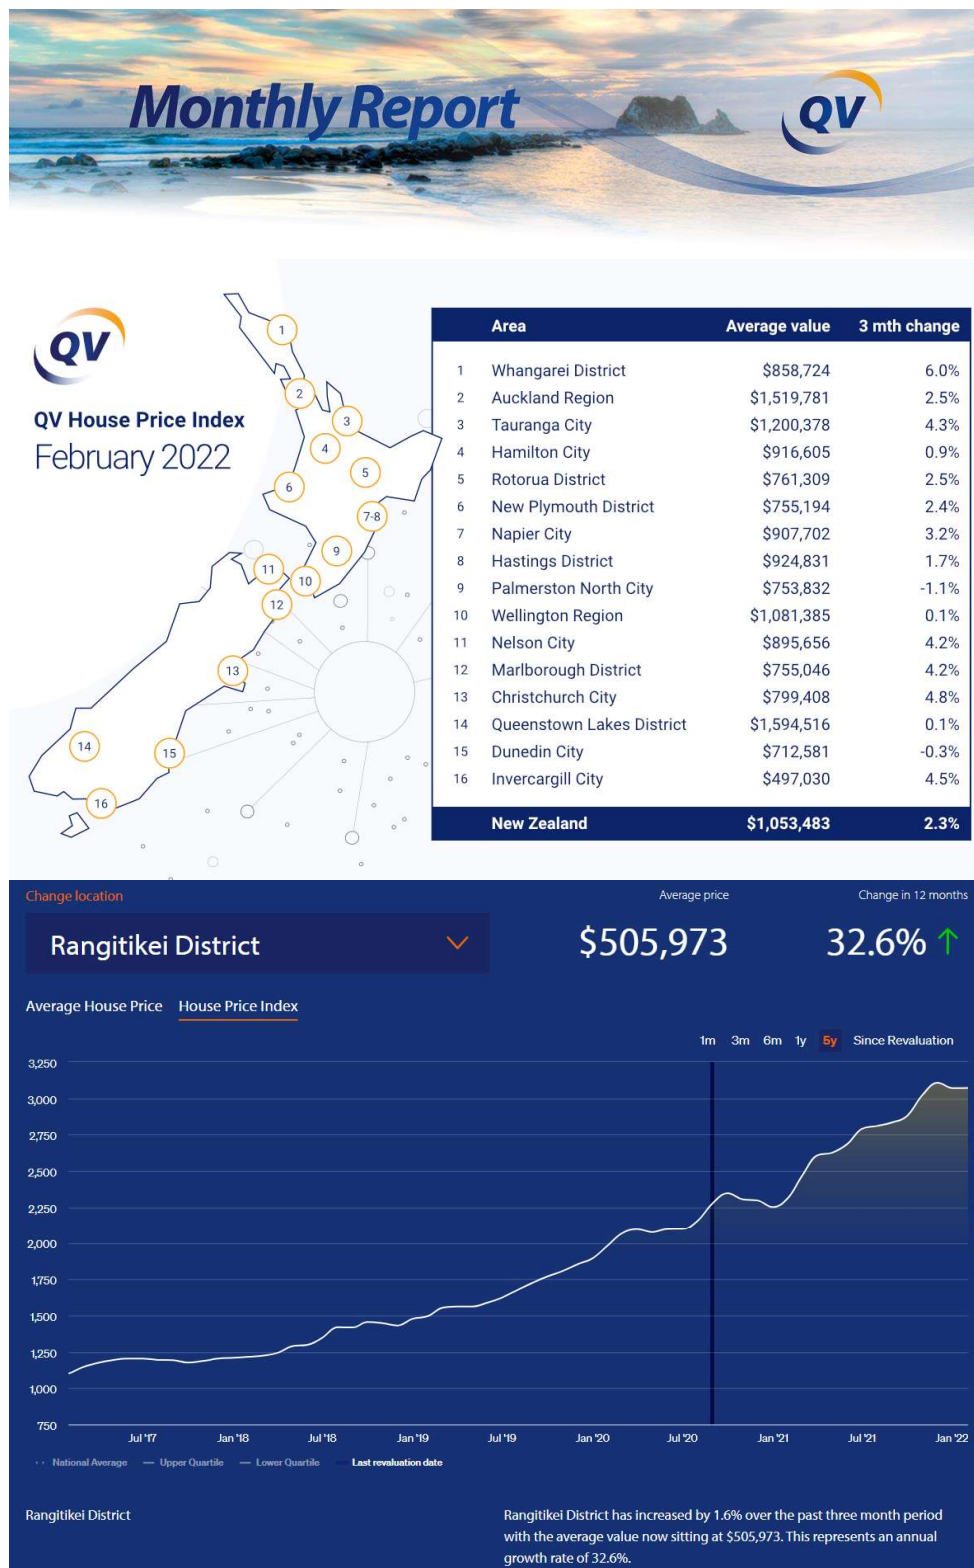 Monthly Report
QV
QV
QV House Price Index
February 2022
1
2
3
4
5
6
7-8
9
10
11
12
13
14
15
16
Area Average value 3 mth change
1 Whangarei District $858,724 6.0%
2 Auckland Region $1,519,781 2.5%
3 Tauranga City $1,200,378 4.3%
4 Hamilton City $916,605 0.9%
5 Rotorua District $761,309 2.5%
6 New Plymouth District $755,194 2.4%
7 Napier City $907,702 3.2%
8 Hastings District $924,831 1.7%
9 Palmerston North City $753,832 -1.1%
10 Wellington Region $1,081,385 0.1%
11 Nelson City $895,656 4.2%
12 Marlborough District $755,046 4.2%
13 Christchurch City $799,408 4.8%
14 Queenstown Lakes District $1,594,516 0.1%
15 Dunedin City $712,581 -0.3%
16 Invercargill City $497,030 4.5%
New Zealand $1,053,483 2.3%
Change location Average price Change in 12 months
Rangitikei District $505,973 32.6%
Average House Price House Price Index
1m 3m 6m 1y 5y Since Revaluation
3,250
3,000
2,750
2,500
2,250
2,000
1,750
1,500
1,250
1,000
750
Jul '17 Jan '18 Jul '18 Jan '19 Jul '19 Jan '20 Jul '20 Jan '21 Jul '21 Jan '22
National Average Upper Quartile Lower Quartile Last revaluation date
Rangitikei District
Rangitikei District has increased by 1.6% over the past three month period
with the average value now sitting at $505,973. This represents an annual
growth rate of 32.6%.